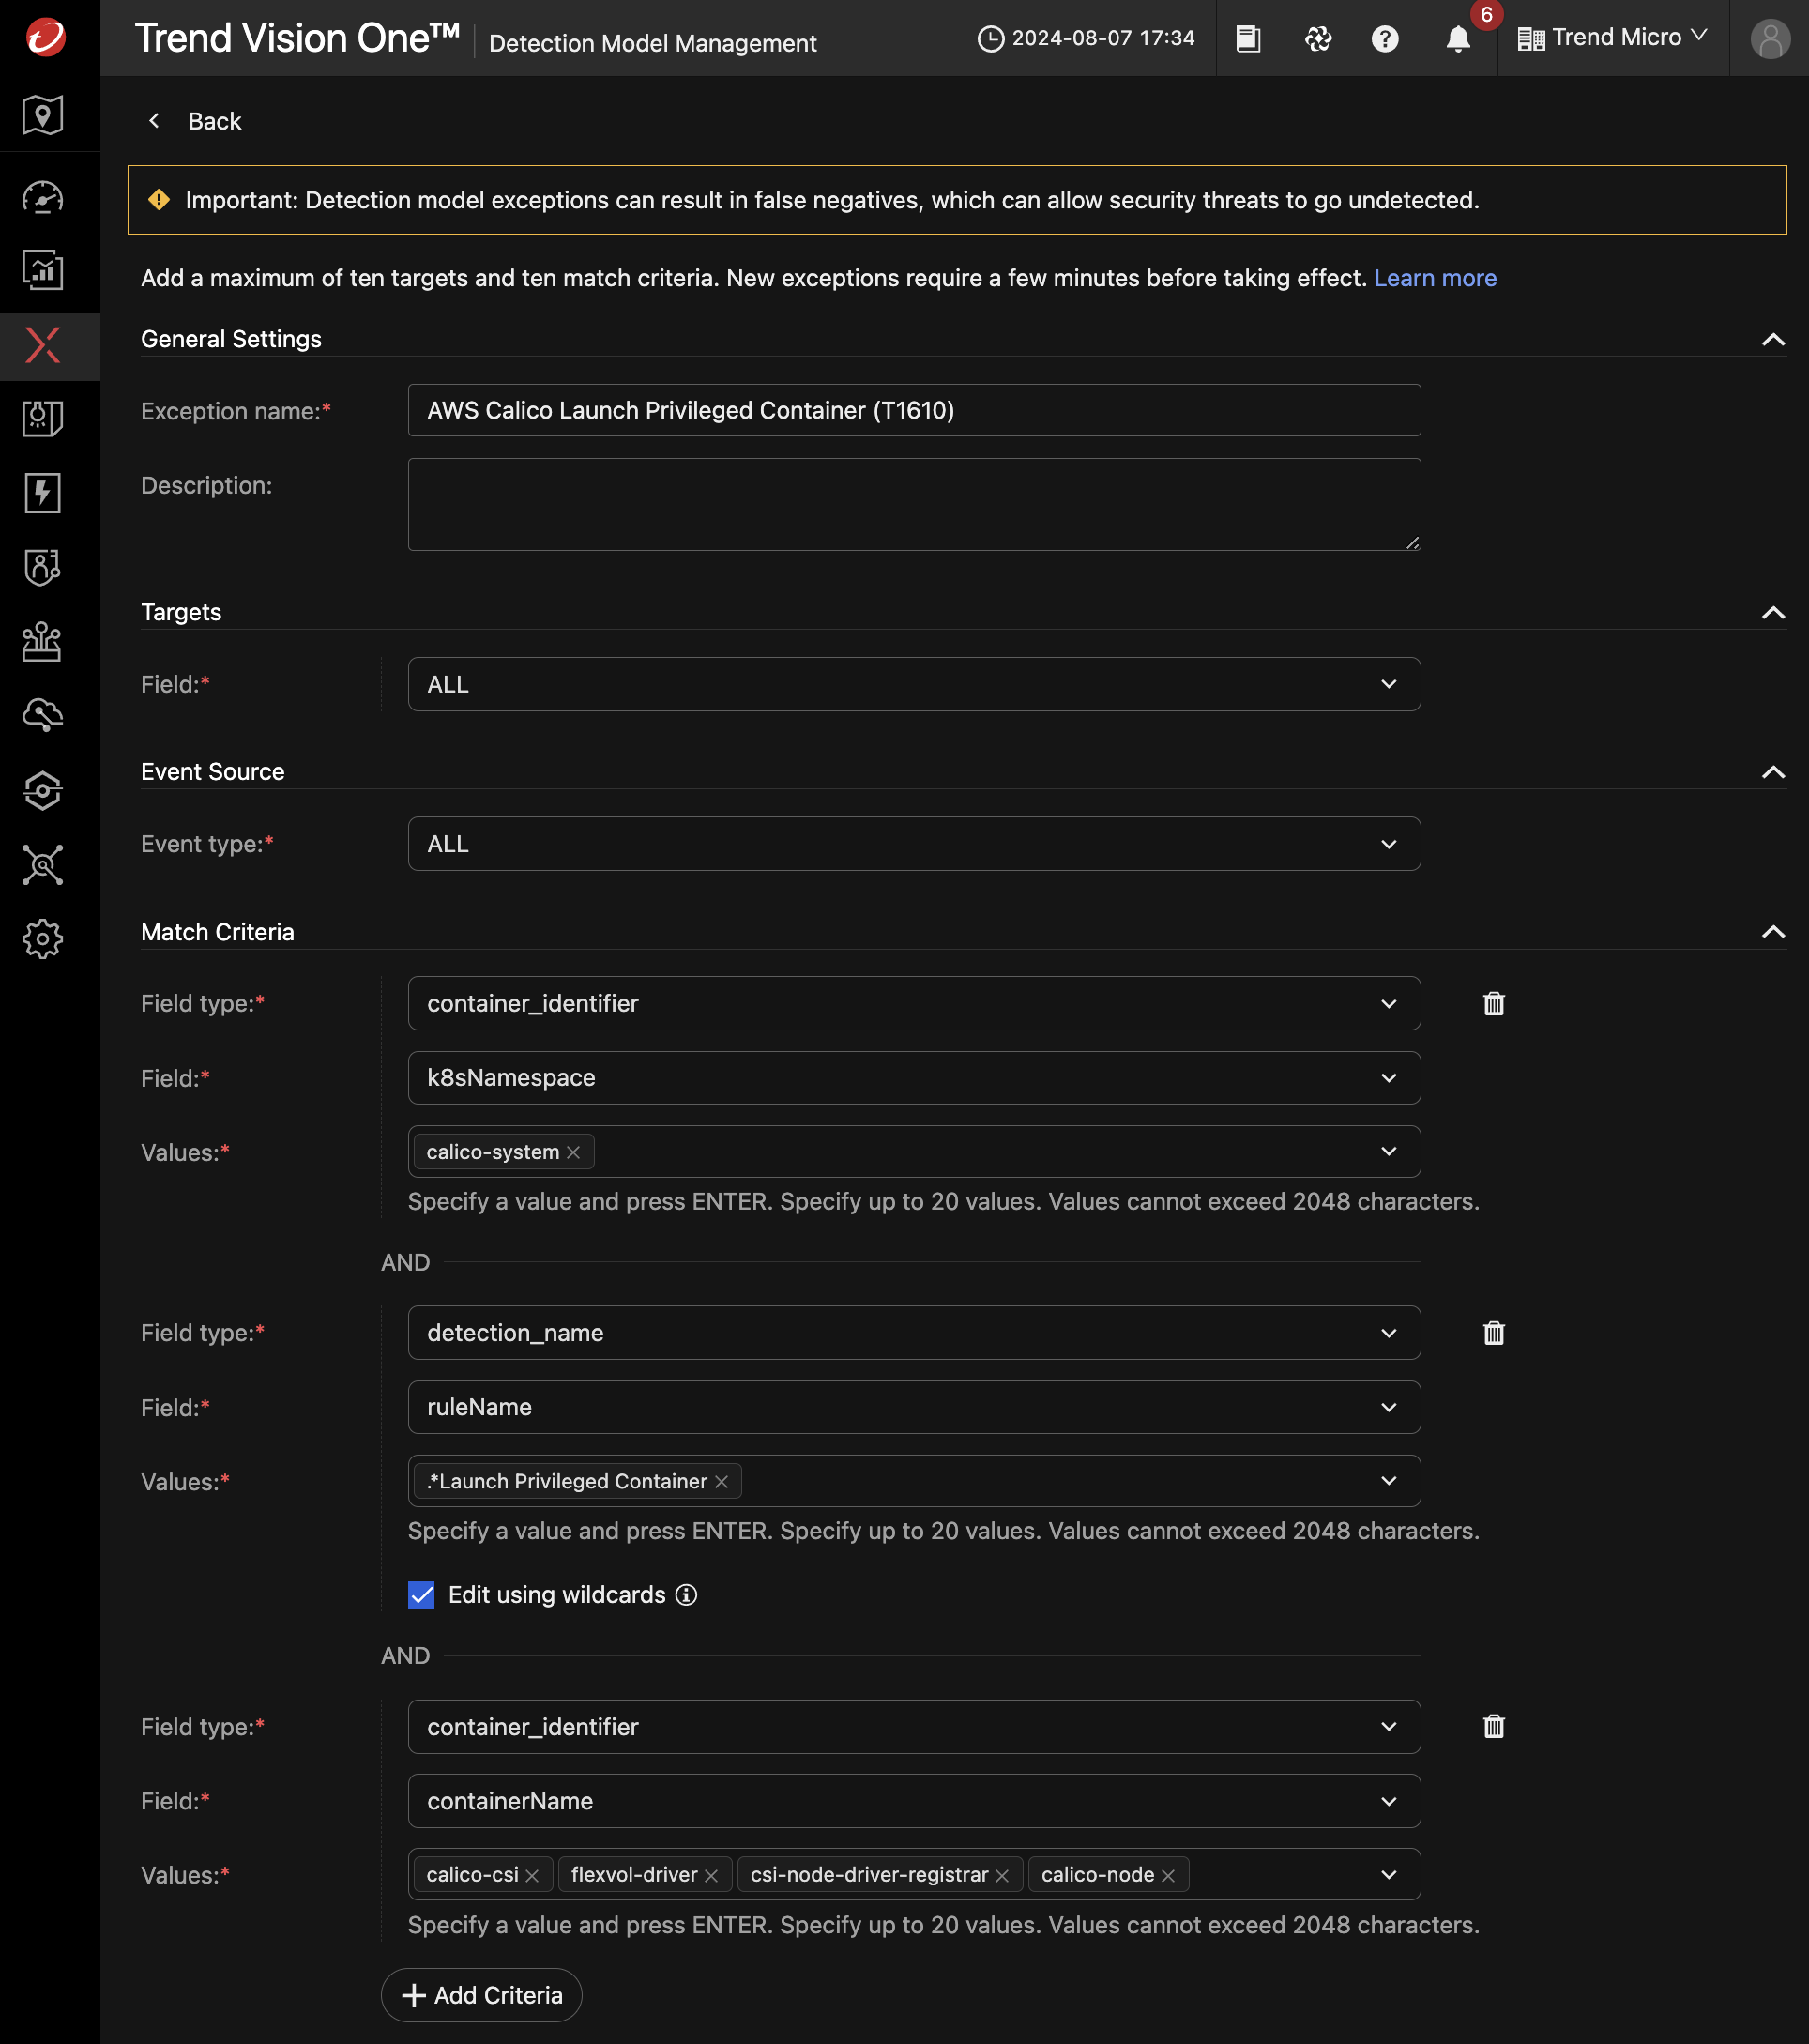 Trend Vision One™ Detection Model Management 2024-08-07 17:34 6 Trend Micro
Back
Important: Detection model exceptions can result in false negatives, which can allow security threats to go undetected.
Add a maximum of ten targets and ten match criteria. New exceptions require a few minutes before taking effect. Learn more
General Settings
Exception name:* AWS Calico Launch Privileged Container (T1610)
Description:
Targets
Field:* ALL
Event Source
Event type:* ALL
Match Criteria
Field type:* container_identifier
Field:* k8sNamespace
Values:* calico-system
Specify a value and press ENTER. Specify up to 20 values. Values cannot exceed 2048 characters.
AND
Field type:* detection_name
Field:* ruleName
Values:* .*Launch Privileged Container
Specify a value and press ENTER. Specify up to 20 values. Values cannot exceed 2048 characters.
Edit using wildcards
AND
Field type:* container_identifier
Field:* containerName
Values:* calico-csi flexvol-driver csi-node-driver-registrar calico-node
Specify a value and press ENTER. Specify up to 20 values. Values cannot exceed 2048 characters.
Add Criteria